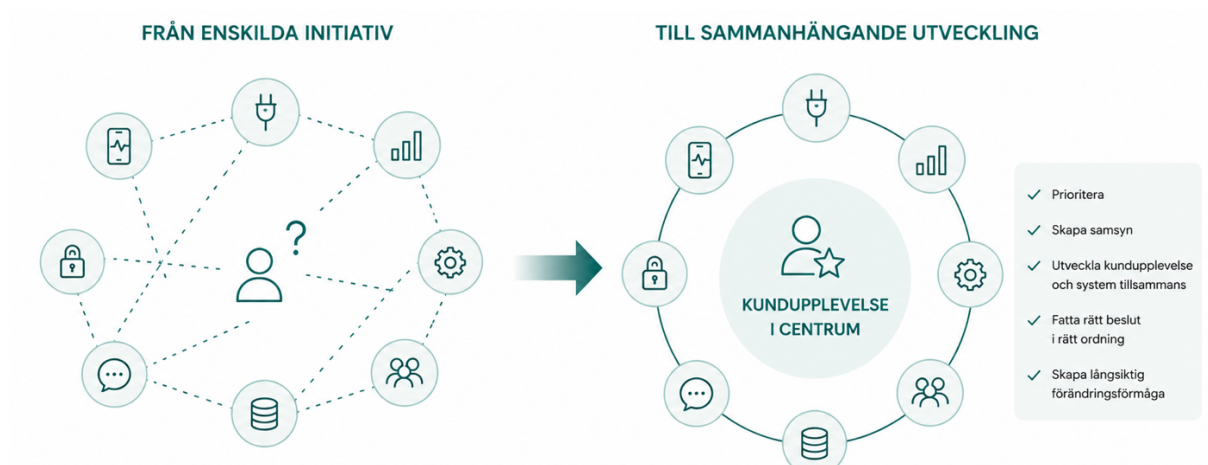 FRÅN ENSKILDA INITIATIV
TILL SAMMANHÄNGANDE UTVECKLING
?
KUNDUPPLEVELSE
I CENTRUM
Prioritera
Skapa samsyn
Utveckla kundupplevelse
och system tillsammans
Fatta rätt beslut
i rätt ordning
Skapa långsiktig
förändringsförmåga